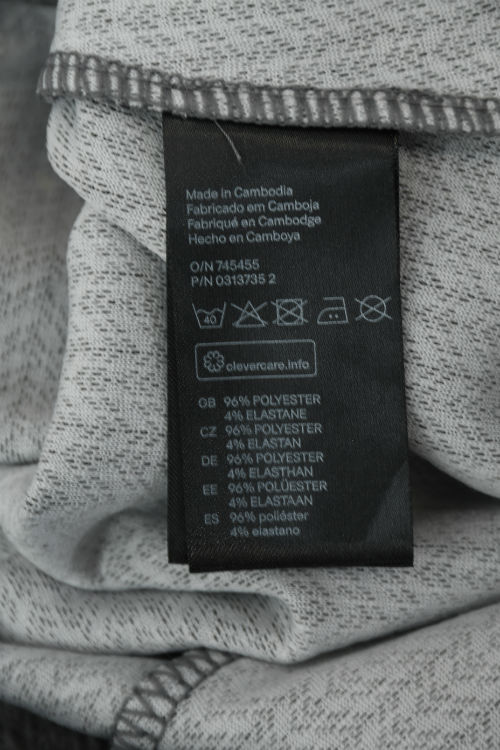 Made in Cambodia
Fabricado em Camboja
Fabriqué en Cambodge
Hecho en Camboya
O/N 745455
P/N 0313735 2
40
clevercare.info
GB 96% POLYESTER
4% ELASTANE
CZ 96% POLYESTER
4% ELASTAN
DE 96% POLYESTER
4% ELASTHAN
EE 96% POLÜESTER
4% ELASTAAN
ES 96% poliéster
4% elastano